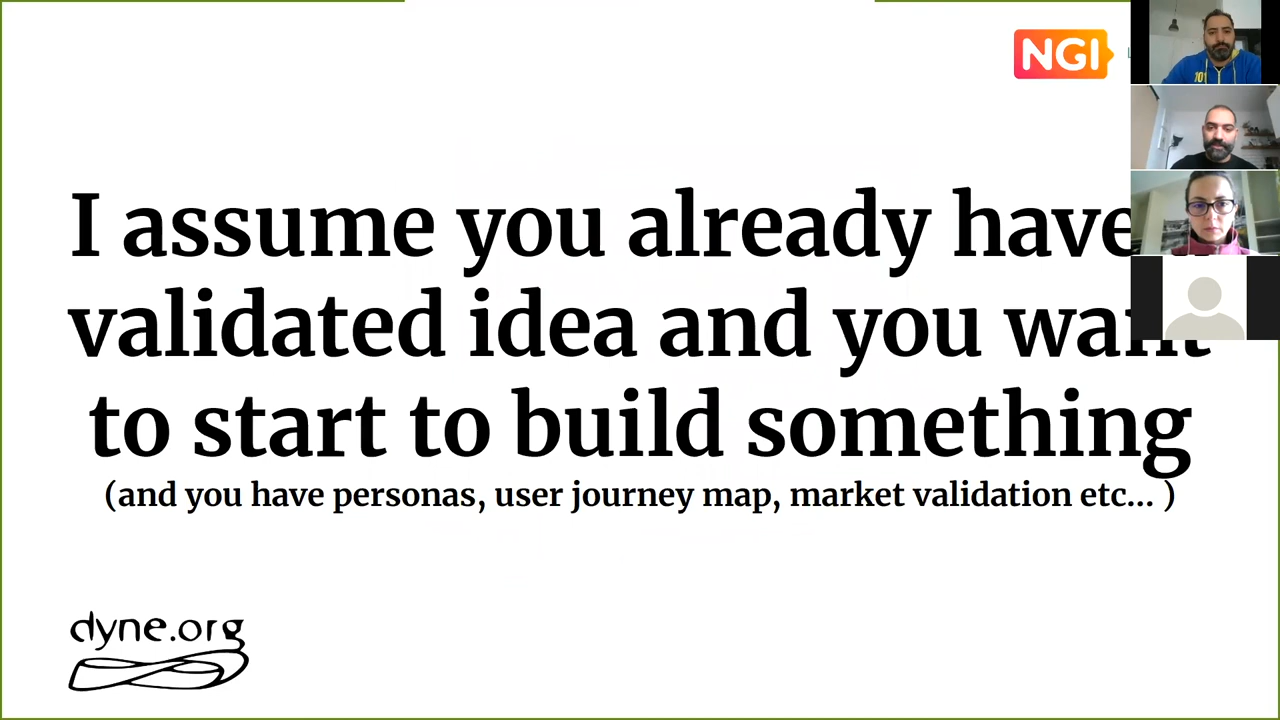 NGI
I assume you already have
validated idea and you want
to start to build something
(and you have personas, user journey map, market validation etc... )
dyne.org